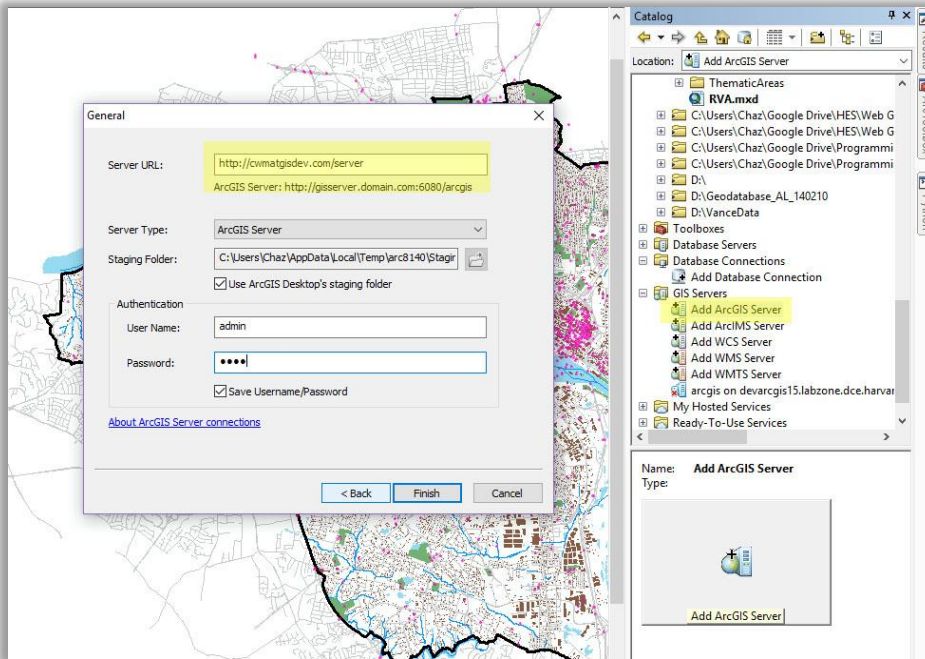 General
Server URL:
http://cwmatgisdev.com/server
ArcGIS Server: http://gisserver.domain.com:6080/arcgis
Server Type:
ArcGIS Server
Staging Folder:
C:\Users\Chaz\AppData\Local\Temp\arc8140\Stagir
Use ArcGIS Desktop's staging folder
Authentication
User Name:
admin
Password:
••••
Save Username/Password
About ArcGIS Server connections
< Back
Finish
Cancel
Catalog
Location:
Add ArcGIS Server
ThematicAreas
RVA.mxd
C:\Users\Chaz\Google Drive\HES\Web G
C:\Users\Chaz\Google Drive\HES\Web G
C:\Users\Chaz\Google Drive\Programmi
C:\Users\Chaz\Google Drive\Programmi
D:\
D:\Geodatabase_AL_140210
D:\VanceData
Toolboxes
Database Servers
Database Connections
Add Database Connection
GIS Servers
Add ArcGIS Server
Add ArcIMS Server
Add WCS Server
Add WMS Server
Add WMTS Server
arcgis on devarcgis15.labzone.dce.harvar
My Hosted Services
Ready-To-Use Services
Name: Add ArcGIS Server
Type:
Add ArcGIS Server